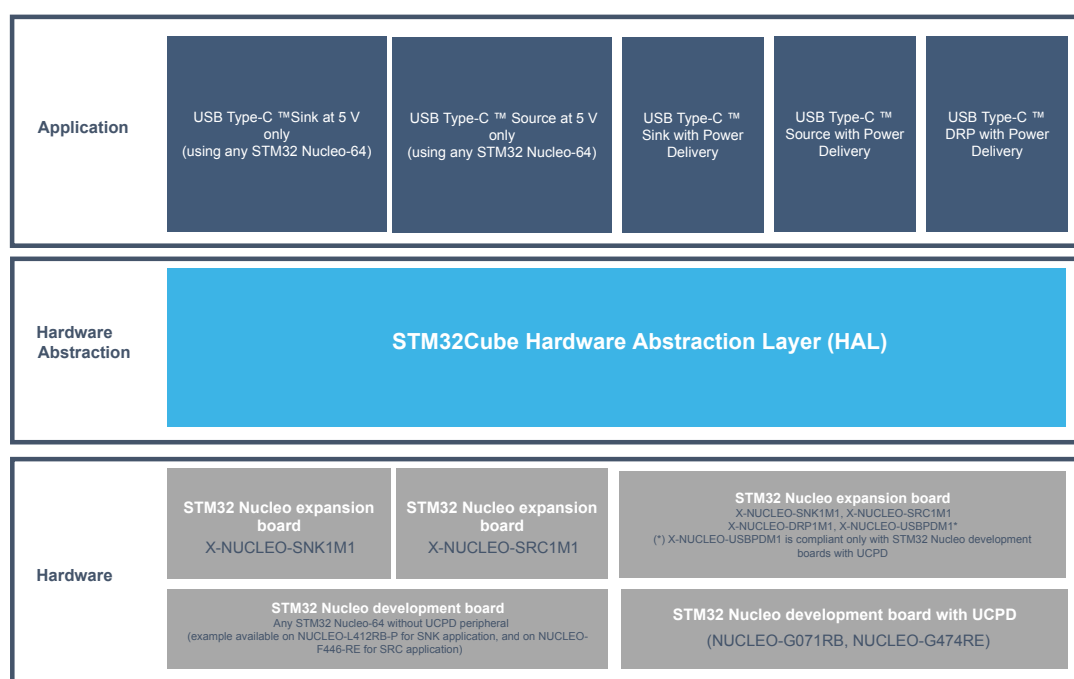 Application
USB Type-C ™Sink at 5 V
only
(using any STM32 Nucleo-64)
USB Type-C ™ Source at 5 V
only
(using any STM32 Nucleo-64)
USB Type-C ™
Sink with Power
Delivery
USB Type-C ™
Source with Power
Delivery
USB Type-C ™
DRP with Power
Delivery
Hardware
Abstraction
STM32Cube Hardware Abstraction Layer (HAL)
Hardware
STM32 Nucleo expansion
board
X-NUCLEO-SNK1M1
STM32 Nucleo expansion
board
X-NUCLEO-SRC1M1
STM32 Nucleo expansion board
X-NUCLEO-SNK1M1, X-NUCLEO-SRC1M1
X-NUCLEO-DRP1M1, X-NUCLEO-USBPDM1*
(*) X-NUCLEO-USBPDM1 is compliant only with STM32 Nucleo development
boards with UCPD
STM32 Nucleo development board
Any STM32 Nucleo-64 without UCPD peripheral
(example available on NUCLEO-L412RB-P for SNK application, and on NUCLEO-
F446-RE for SRC application)
STM32 Nucleo development board with UCPD
(NUCLEO-G071RB, NUCLEO-G474RE)